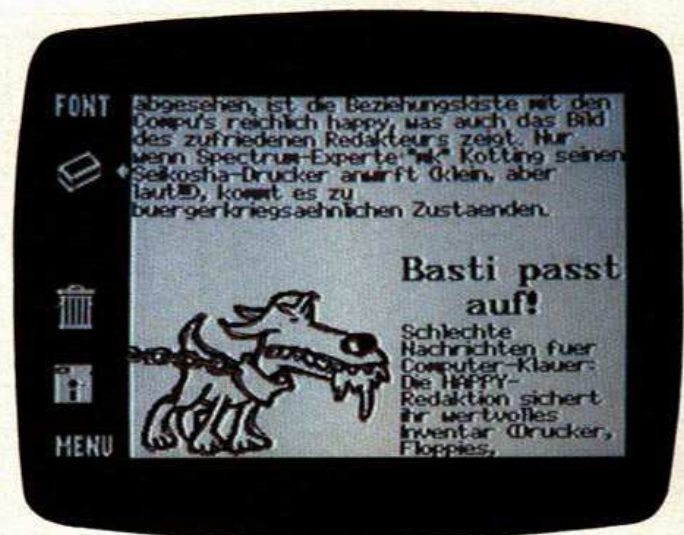 FONT
abgesehen, ist die Beziehungskiste mit den
Compu's reichlich happy, was auch das Bild
des zufriedenen Redakteurs zeigt. Nur
wenn Spectrum-Experte "mk" Kotting seinen
Seikosha-Drucker anwirft (klein, aber
laut!!!), kommt es zu
buergerkriegsaehnlichen Zustaenden.
Basti passt
auf!
Schlechte
Nachrichten fuer
Computer-Klauer:
Die HAPPY-
Redaktion sichert
ihr wertvolles
Inventar (Drucker,
Floppies,
MENU